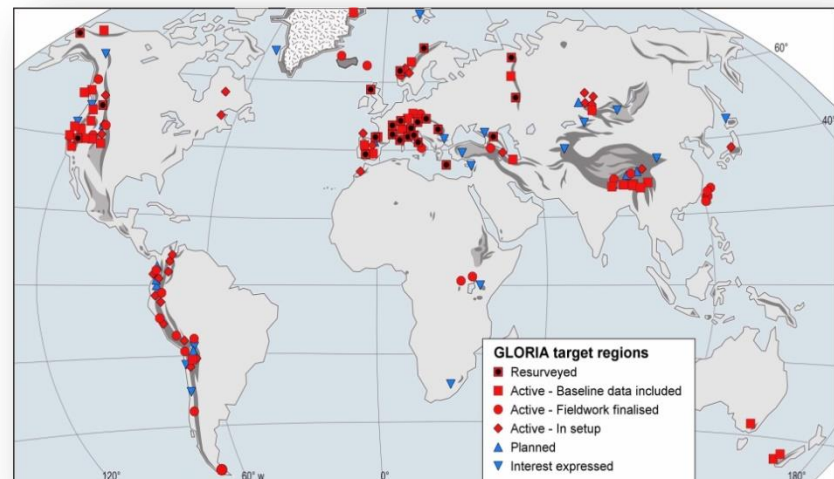 60°
40°
GLORIA target regions
Resurveyed
Active - Baseline data included
Active - Fieldwork finalised
Active - In setup
Planned
Interest expressed
120°
60° w
0°
180°